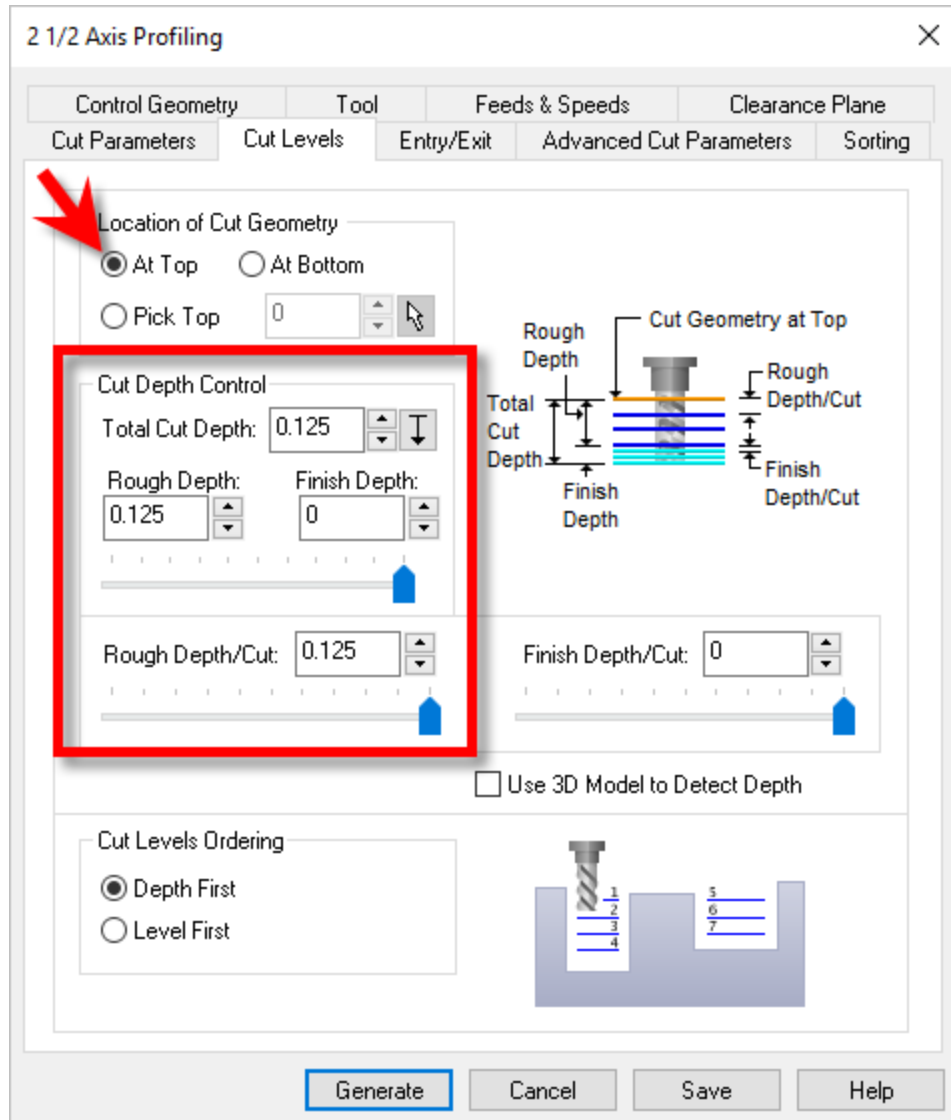 2 1/2 Axis Profiling
Control Geometry Tool Feeds & Speeds Clearance Plane
Cut Parameters Cut Levels Entry/Exit Advanced Cut Parameters Sorting
Location of Cut Geometry
At Top At Bottom
Pick Top 0
Cut Depth Control
Total Cut Depth: 0.125
Rough Depth: Finish Depth:
0.125 0
Rough Depth/Cut: 0.125
Cut Geometry at Top
Rough
Depth
Rough
Depth/Cut
Total
Cut
Depth
Finish
Depth
Finish
Depth/Cut
Finish Depth/Cut: 0
Use 3D Model to Detect Depth
Cut Levels Ordering
Depth First
Level First
1
2
3
4
5
6
7
Generate Cancel Save Help